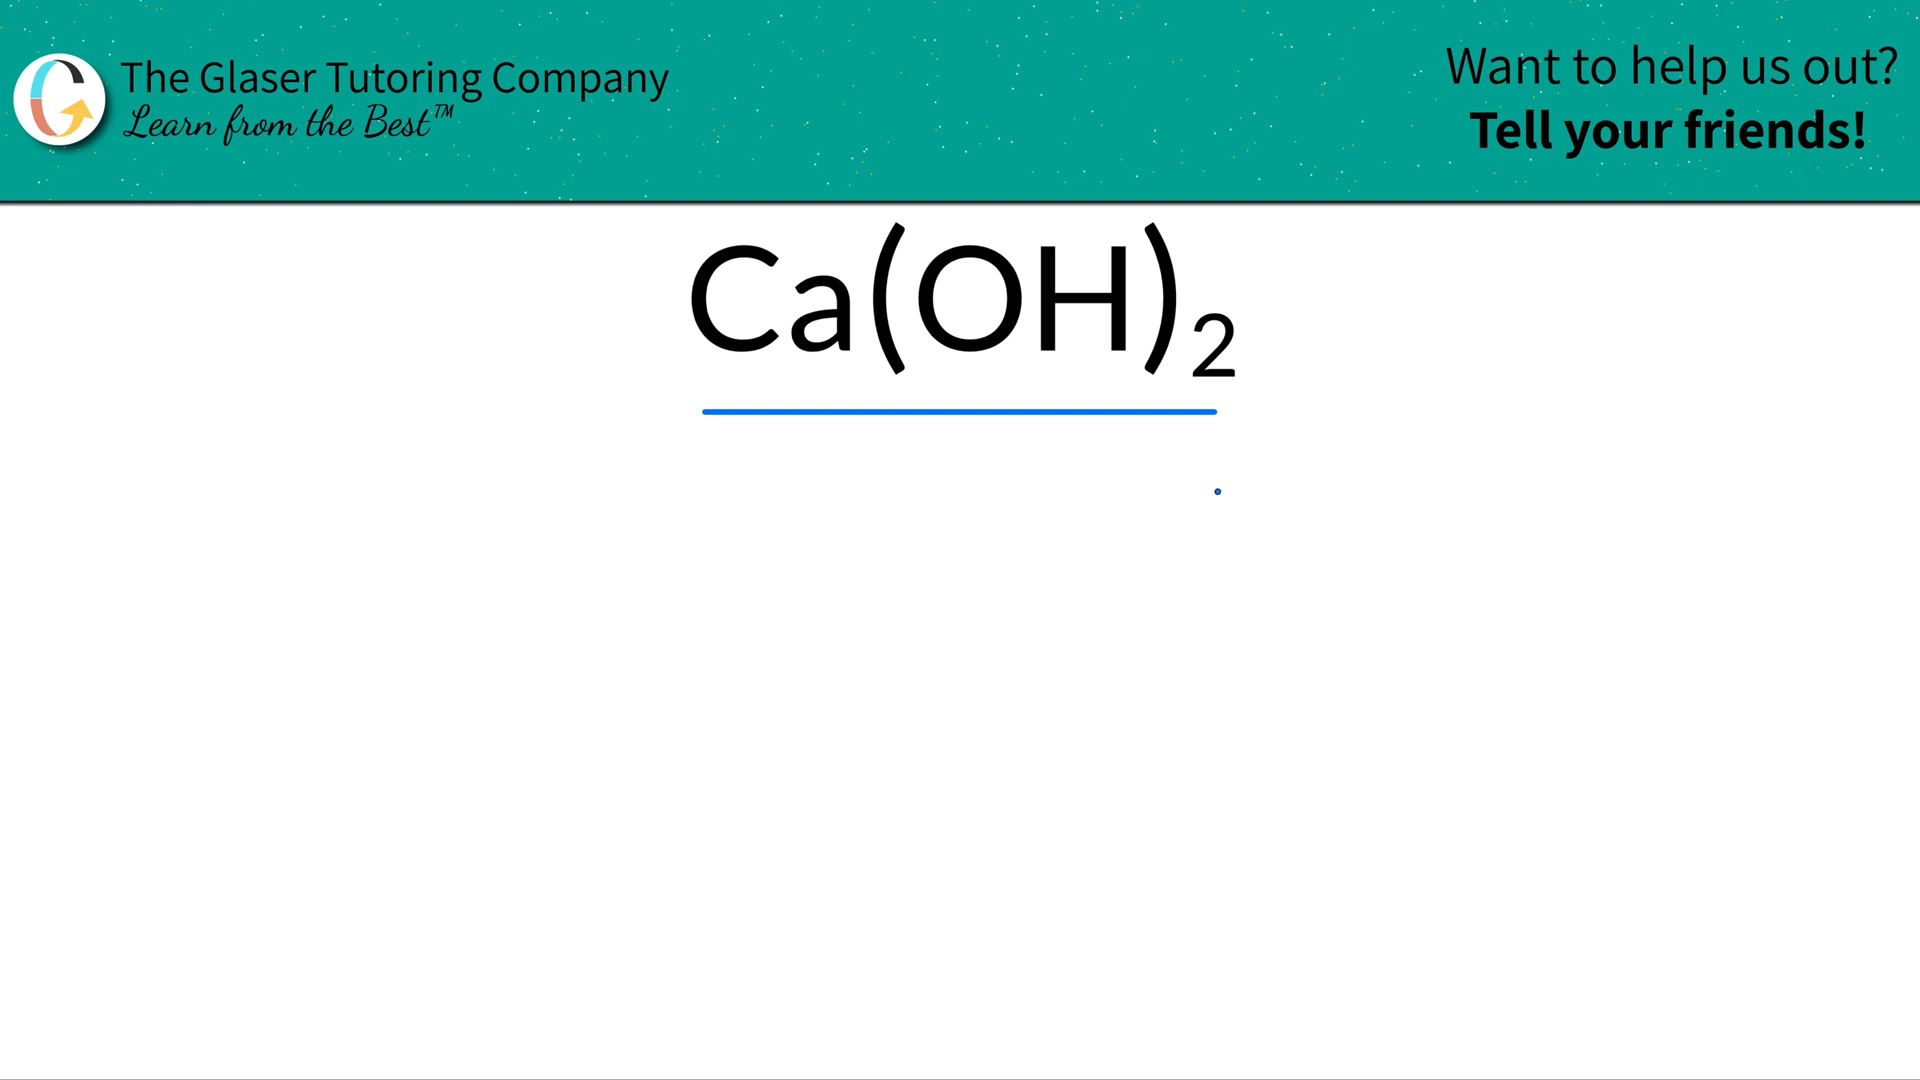 The Glaser Tutoring Company
Learn from the Best™
Want to help us out?
Tell your friends!
Ca(OH)₂